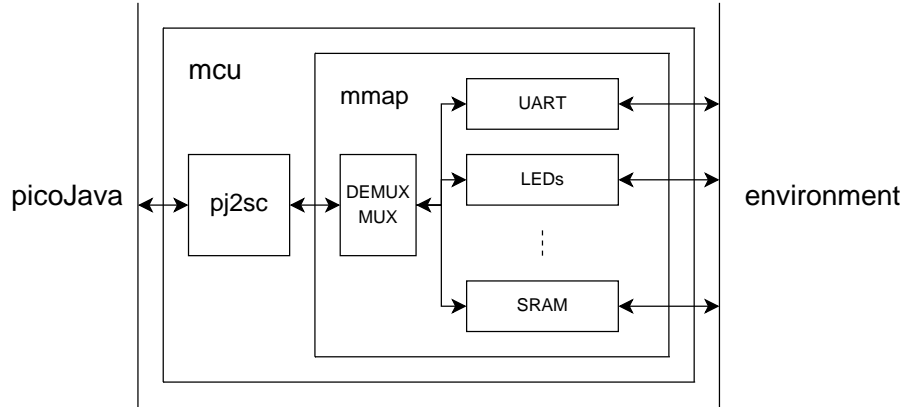 mcu
mmap
UART
LEDs
SRAM
picoJava
pj2sc
DEMUX
MUX
environment